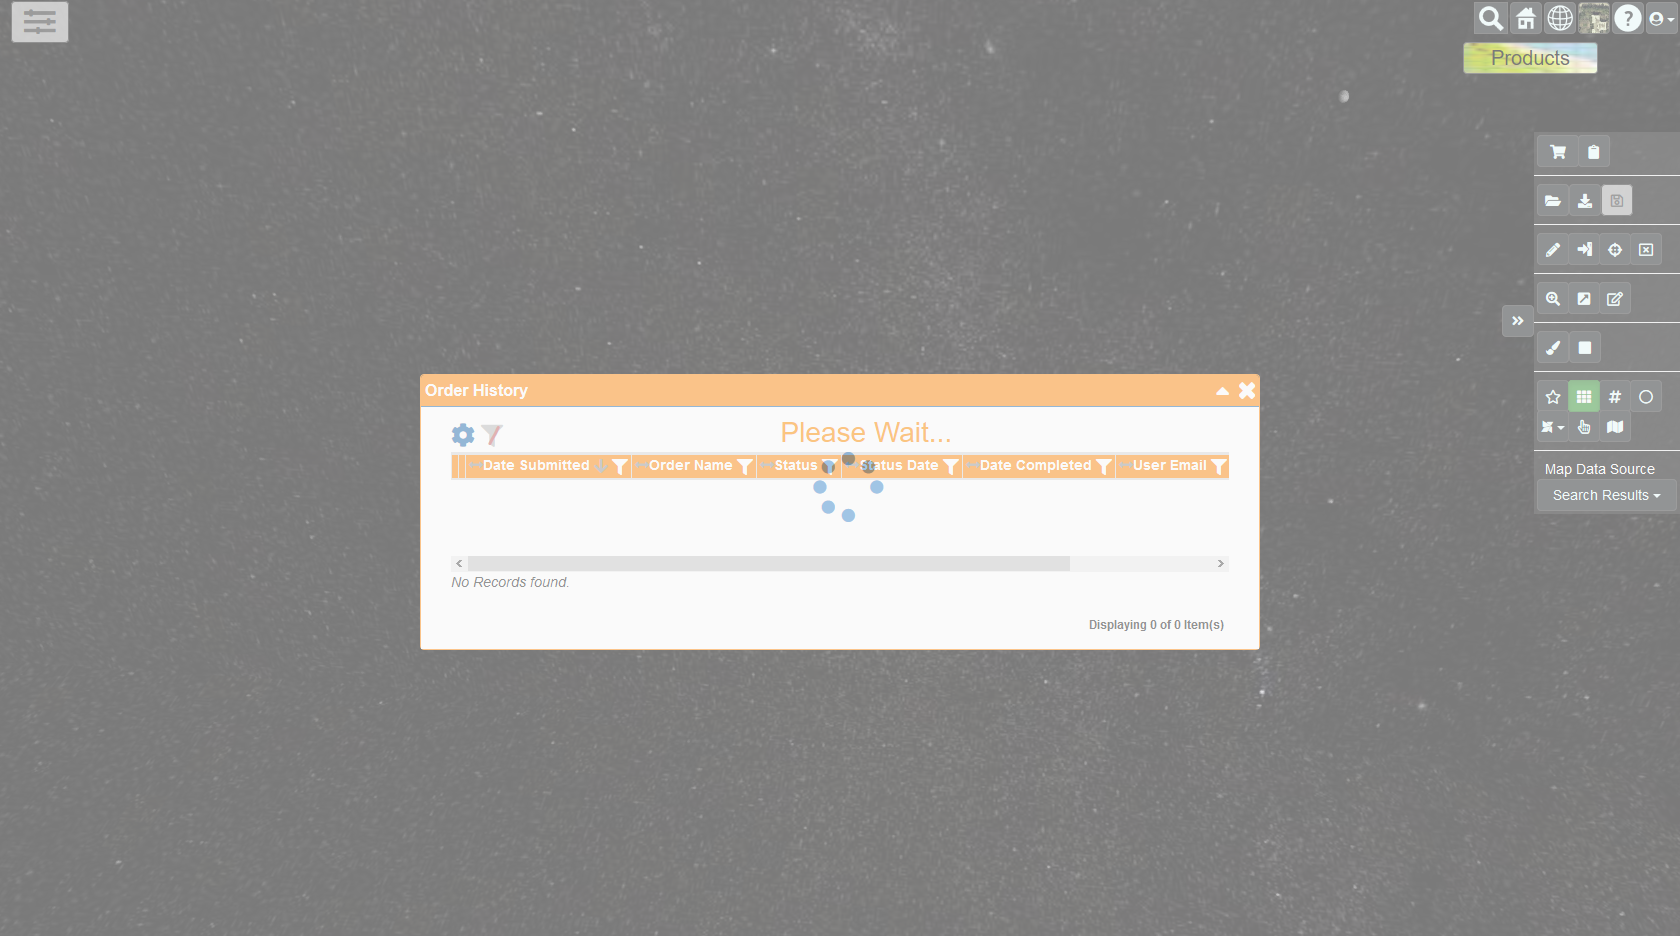 Products
Order History
Please Wait...
Date Submitted Order Name Status Status Date Date Completed User Email
No Records found.
Displaying 0 of 0 Item(s)
Map Data Source
Search Results